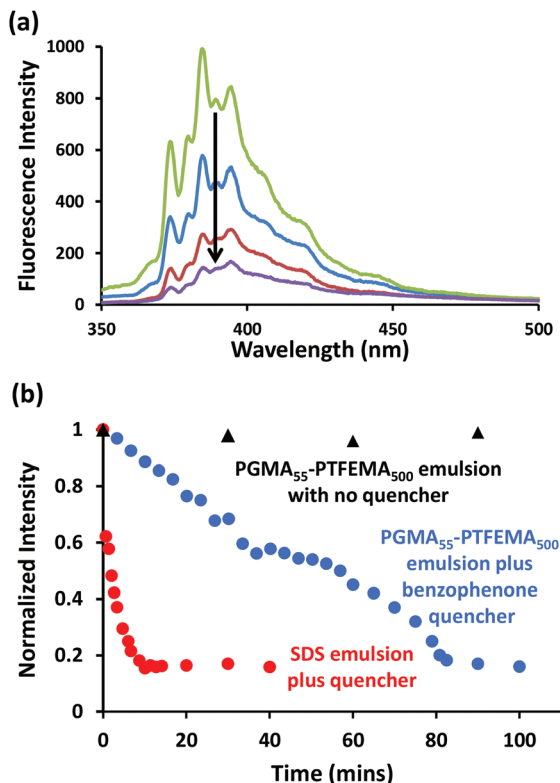 (a)
Fluorescence Intensity
1000
800
600
400
200
0
350
400
450
500
Wavelength (nm)
(b)
Normalized Intensity
1
0.8
0.6
0.4
0.2
0
PGMA₅₅-PTFEMA₅₀₀ emulsion
with no quencher
PGMA₅₅-PTFEMA₅₀₀
emulsion plus
benzophenone
quencher
SDS emulsion
plus quencher
0
20
40
60
80
100
Time (mins)